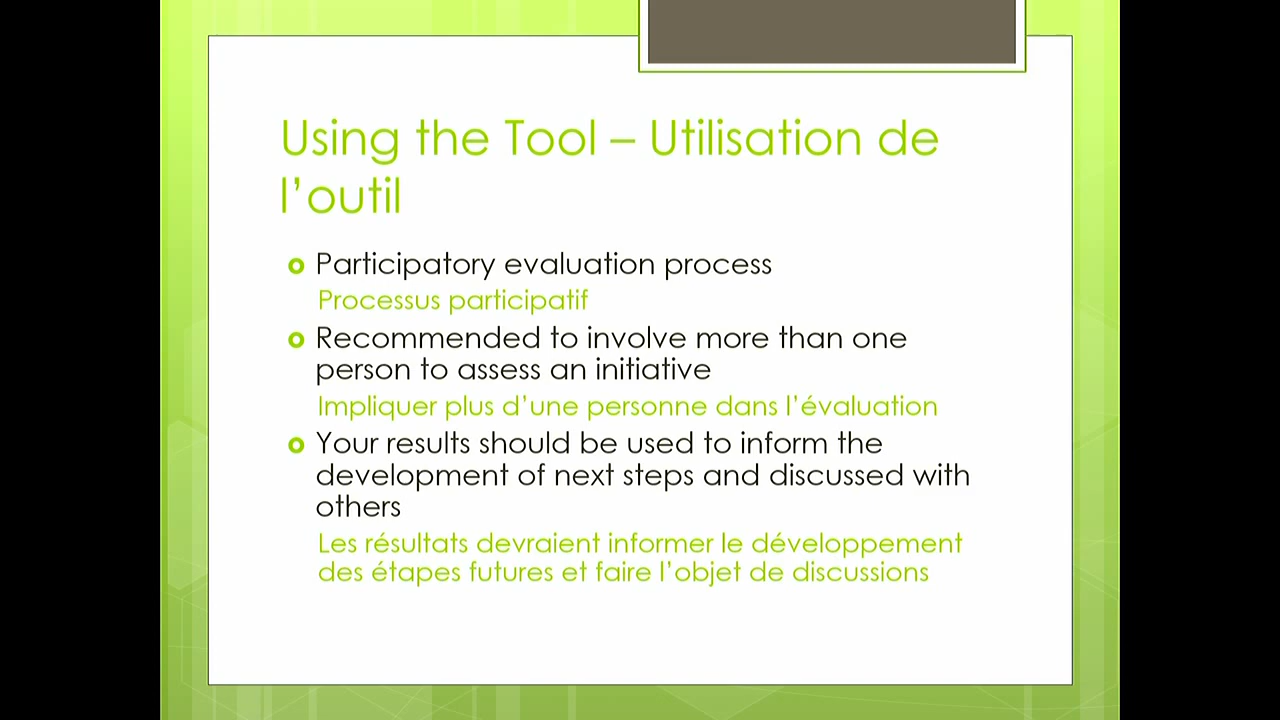 Using the Tool – Utilisation de
l’outil
Participatory evaluation process
Processus participatif
Recommended to involve more than one
person to assess an initiative
Impliquer plus d’une personne dans l’évaluation
Your results should be used to inform the
development of next steps and discussed with
others
Les résultats devraient informer le développement
des étapes futures et faire l’objet de discussions